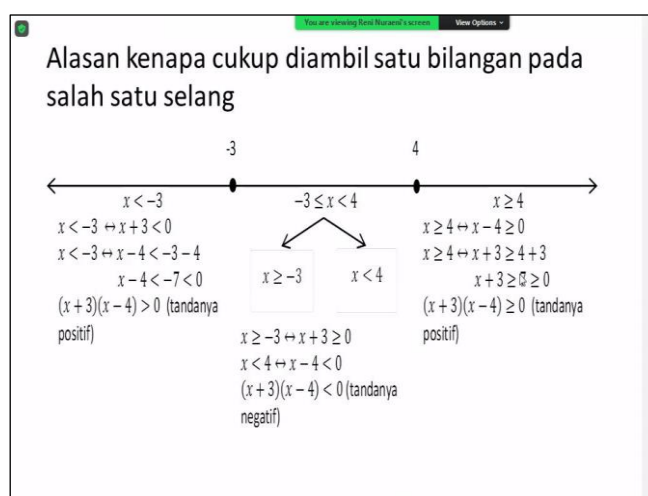 You are viewing Reni Nuraeni's screen
View Options
Alasan kenapa cukup diambil satu bilangan pada
salah satu selang
-3
4
x < −3
x < −3 ↔ x + 3 < 0
x < −3 ↔ x − 4 < −3 − 4
x − 4 < −7 < 0
(x + 3)(x − 4) > 0 (tandanya
positif)
−3 ≤ x < 4
x ≥ −3
x < 4
x ≥ −3 ↔ x + 3 ≥ 0
x < 4 ↔ x − 4 < 0
(x + 3)(x − 4) < 0 (tandanya
negatif)
x ≥ 4
x ≥ 4 ↔ x − 4 ≥ 0
x ≥ 4 ↔ x + 3 ≥ 4 + 3
x + 3 ≥ ≥ 0
(x + 3)(x − 4) ≥ 0 (tandanya
positif)